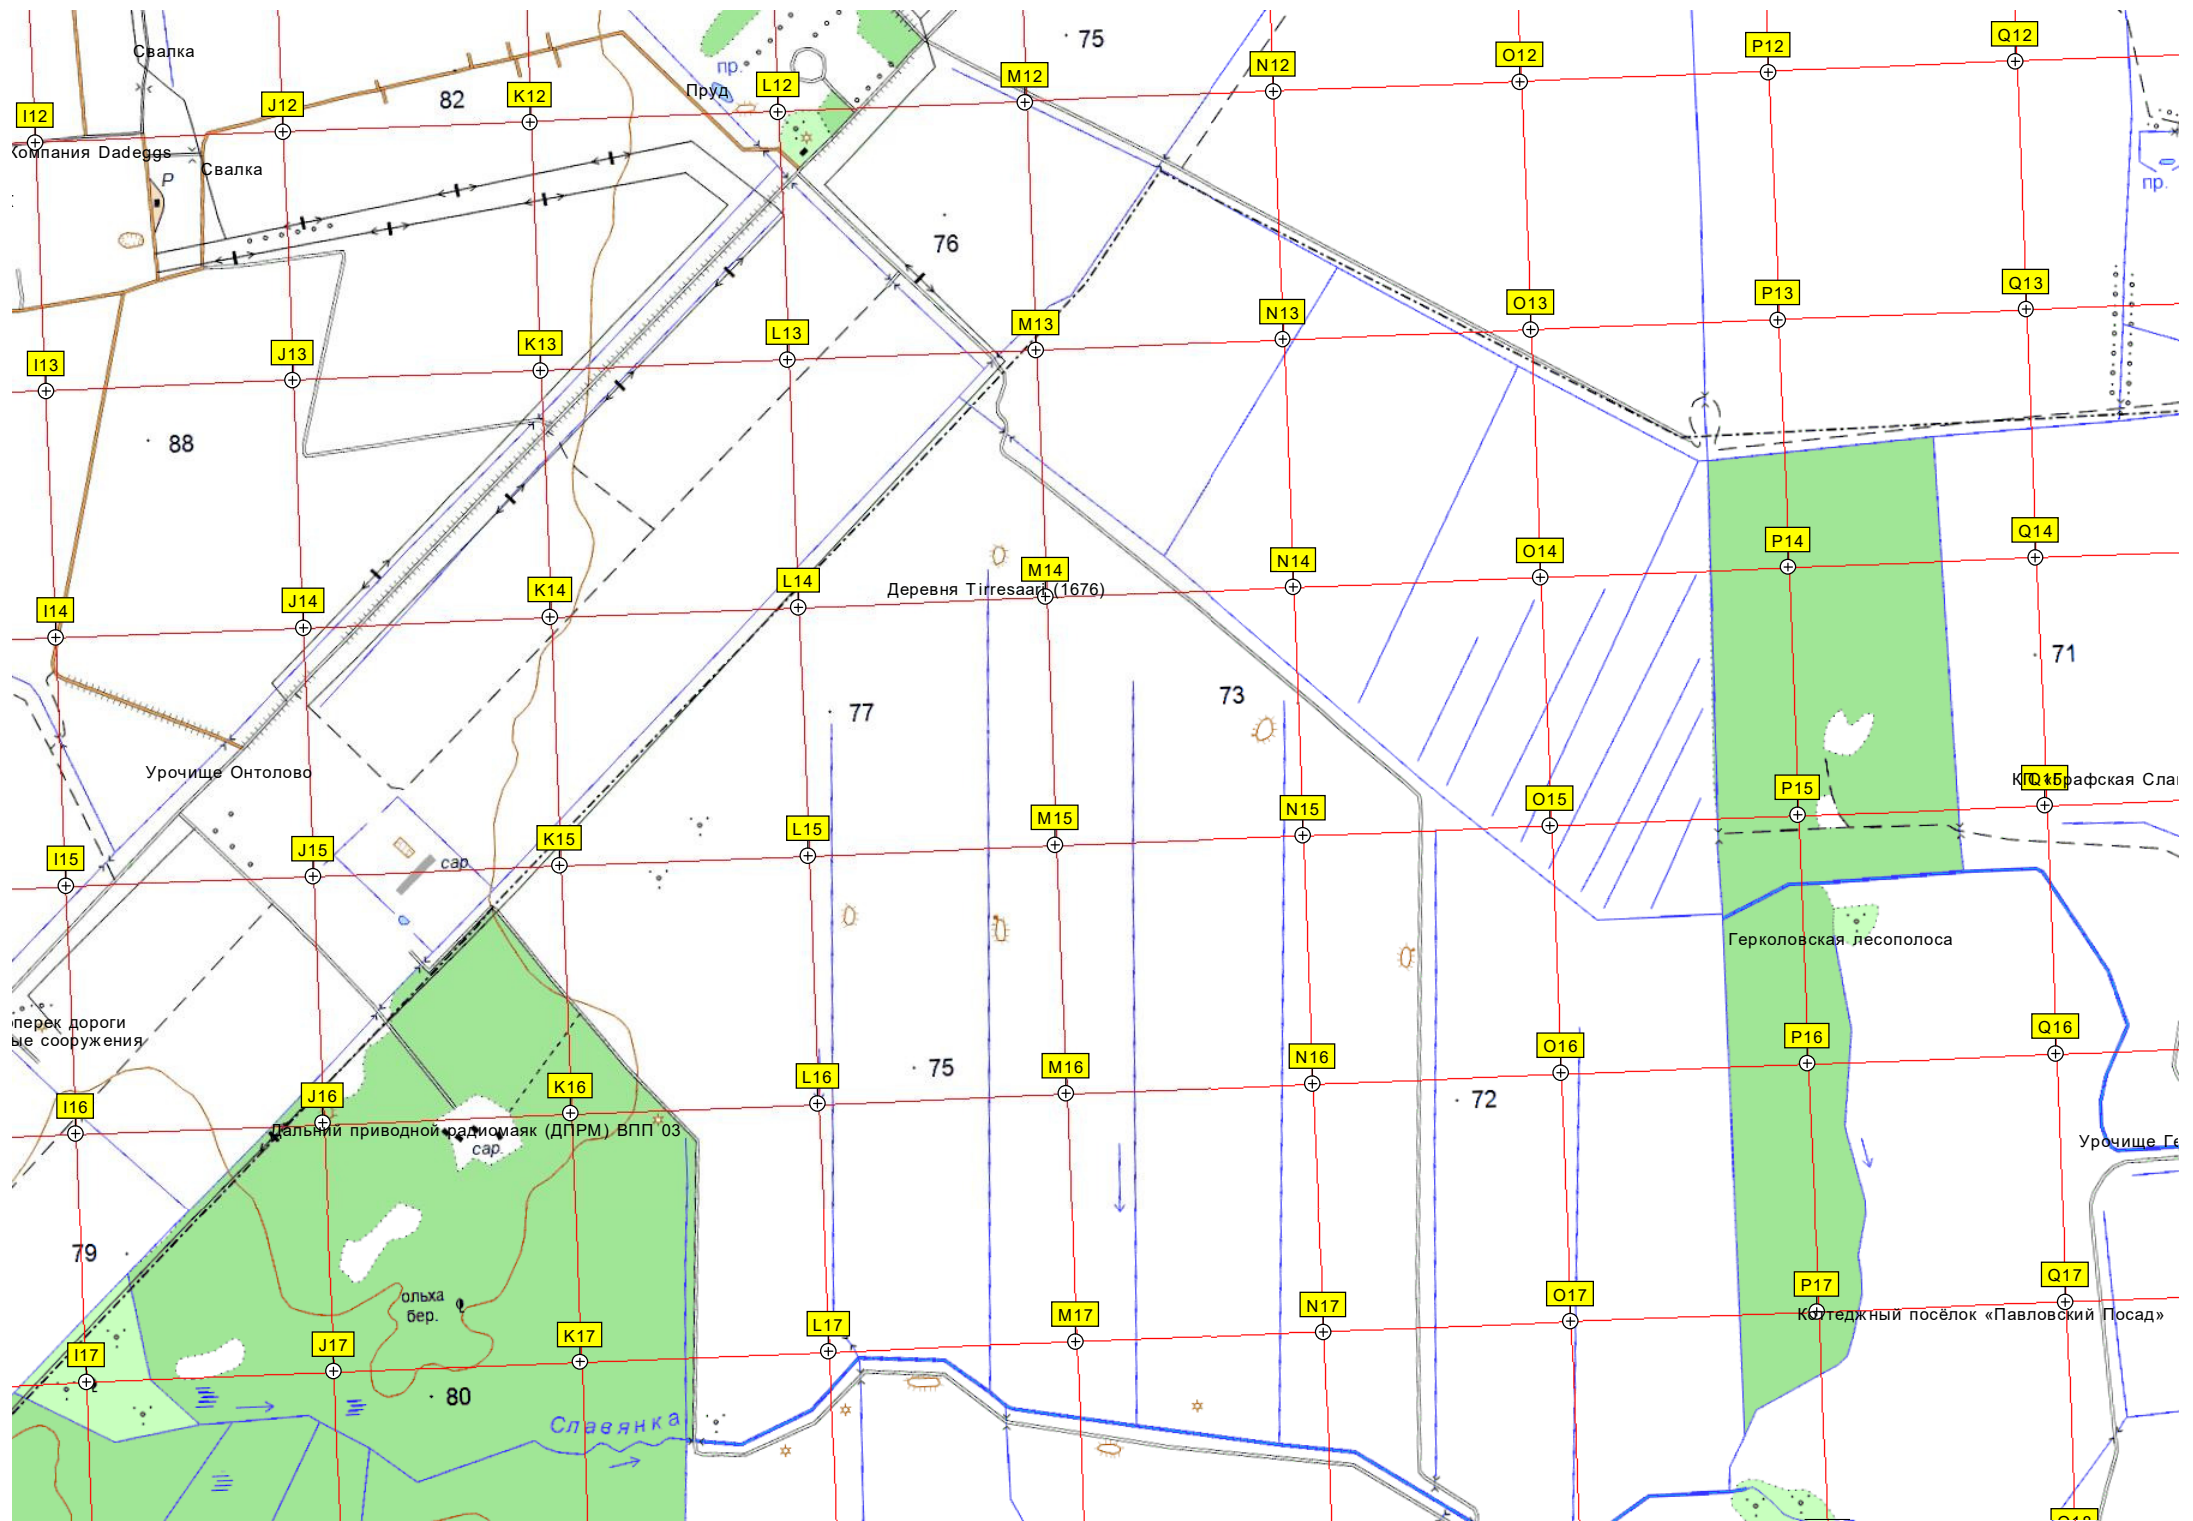 Свалка
75
Q12
P12
O12
N12
M12
пр.
Пруд
L12
K12
82
J12
I12
Компания Dadeggs
Свалка
P
пр.
76
Q13
P13
O13
N13
M13
L13
K13
J13
I13
88
Q14
P14
O14
N14
M14
L14
K14
J14
I14
Деревня Tirresaari (1676)
71
73
77
Урочище Онтолово
Q15
P15
O15
N15
M15
L15
K15
J15
I15
сар.
Герколовская лесополоса
перек дороги
ые сооружения
Q16
P16
O16
N16
M16
L16
K16
J16
I16
75
72
Дальний приводной радиомаяк (ДПРМ) ВПП 03
сар.
Урочище Ге
79
ольха
бер.
Q17
P17
O17
N17
M17
L17
K17
J17
I17
Коттеджный посёлок «Павловский Посад»
80
Славянка